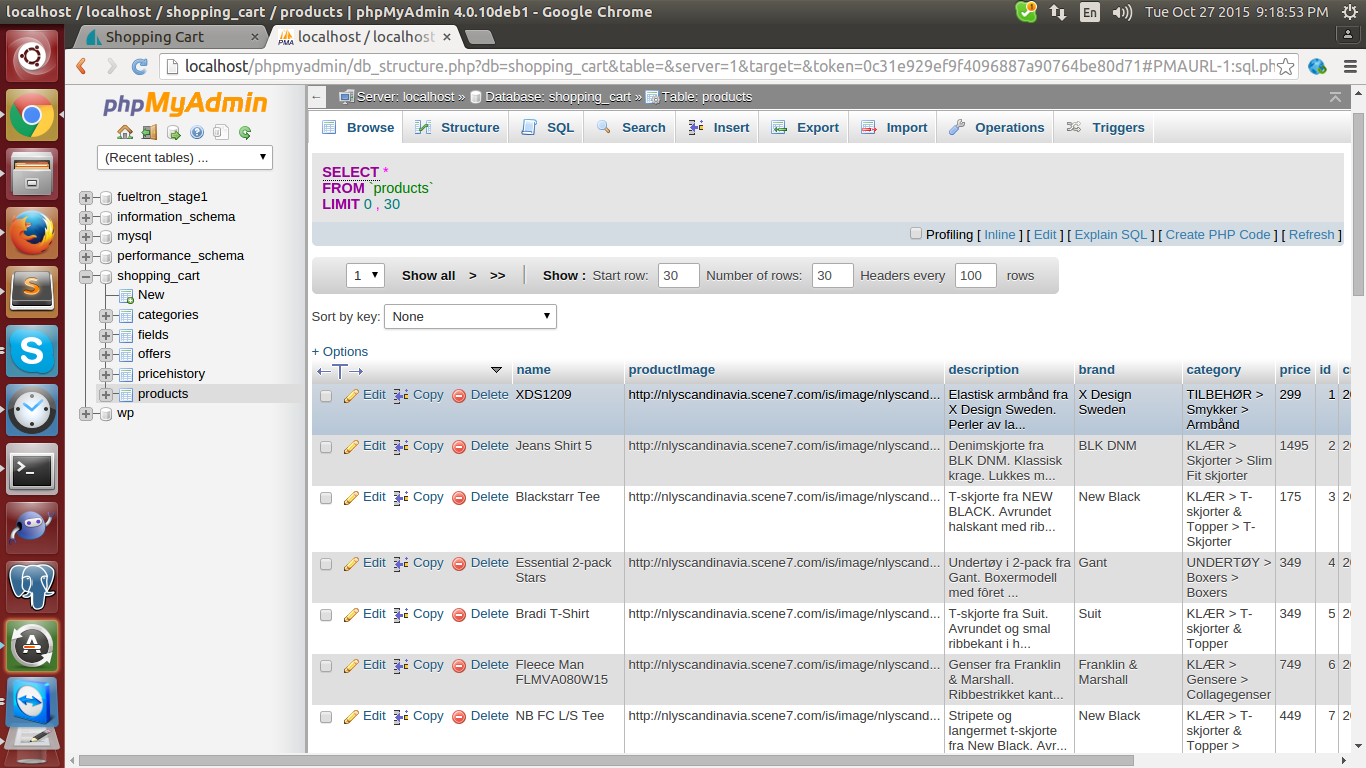 localhost / localhost / shopping_cart / products | phpMyAdmin 4.0.10deb1 - Google Chrome
En
Tue Oct 27 2015 9:18:53 PM
Shopping Cart ×
PMA localhost / localhost ×
localhost/phpmyadmin/db_structure.php?db=shopping_cart&table=&server=1&target=&token=0c31e929ef9f4096887a90764be80d71#PMAURL-1:sql.ph
phpMyAdmin
(Recent tables) ...
fueltron_stage1
information_schema
mysql
performance_schema
shopping_cart
New
categories
fields
offers
pricehistory
products
wp
Server: localhost » Database: shopping_cart » Table: products
Browse Structure SQL Search Insert Export Import Operations Triggers
SELECT *
FROM `products`
LIMIT 0 , 30
Profiling [ Inline ] [ Edit ] [ Explain SQL ] [ Create PHP Code ] [ Refresh ]
1 Show all > >> Show : Start row: 30 Number of rows: 30 Headers every 100 rows
Sort by key: None
+ Options
name productImage description brand category price id
Edit Copy Delete XDS1209 http://nlyscandinavia.scene7.com/is/image/nlyscand... Elastisk armbånd fra X Design TILBEHØR > 299 1
X Design Sweden. Sweden Smykker >
Perler av la... Armbånd
Edit Copy Delete Jeans Shirt 5 http://nlyscandinavia.scene7.com/is/image/nlyscand... Denimskjorte fra BLK DNM KLÆR > 1495 2
BLK DNM. Klassisk Skjorter > Slim
krage. Lukkes m... Fit skjorter
Edit Copy Delete Blackstarr Tee http://nlyscandinavia.scene7.com/is/image/nlyscand... T-skjorte fra NEW New Black KLÆR > T- 175 3
BLACK. Avrundet skjorter &
halskant med rib... Topper > T-
Skjorter
Edit Copy Delete Essential 2-pack http://nlyscandinavia.scene7.com/is/image/nlyscand... Undertøy i 2-pack fra Gant UNDERTØY > 349 4
Stars Gant. Boxermodell Boxers >
med fôret ... Boxers
Edit Copy Delete Bradi T-Shirt http://nlyscandinavia.scene7.com/is/image/nlyscand... T-skjorte fra Suit. Suit KLÆR > T- 349 5
Avrundet og smal skjorter &
ribbekant i h... Topper
Edit Copy Delete Fleece Man http://nlyscandinavia.scene7.com/is/image/nlyscand... Genser fra Franklin Franklin & KLÆR > 749 6
FLMVA080W15 & Marshall. Marshall Gensere >
Ribbestrikket kant... Collagegenser
Edit Copy Delete NB FC L/S Tee http://nlyscandinavia.scene7.com/is/image/nlyscand... Stripete og New Black KLÆR > T- 449 7
langermet t-skjorte skjorter &
fra New Black. Avr... Topper >